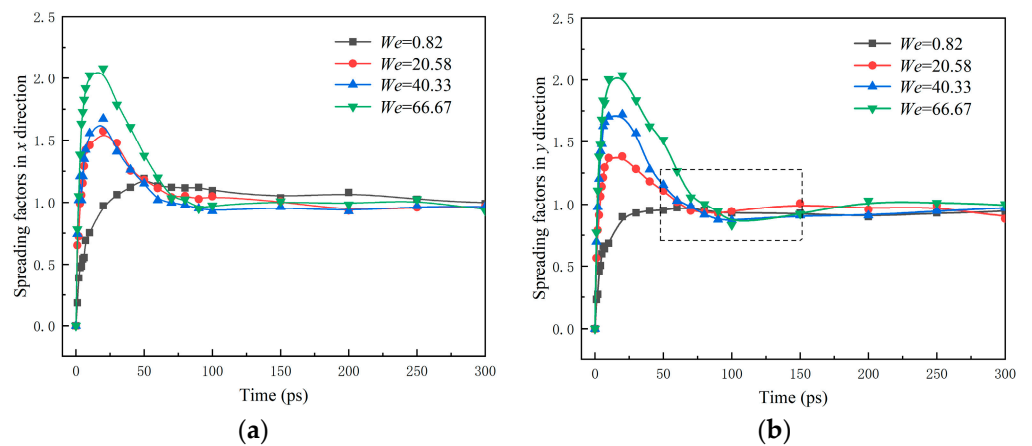 (a)
2.5
2.0
1.5
1.0
0.5
0.0
Spreading factors in x direction
We=0.82
We=20.58
We=40.33
We=66.67
0 50 100 150 200 250 300
Time (ps)
(a)
(b)
2.5
2.0
1.5
1.0
0.5
0.0
Spreading factors in y direction
We=0.82
We=20.58
We=40.33
We=66.67
0 50 100 150 200 250 300
Time (ps)
(b)